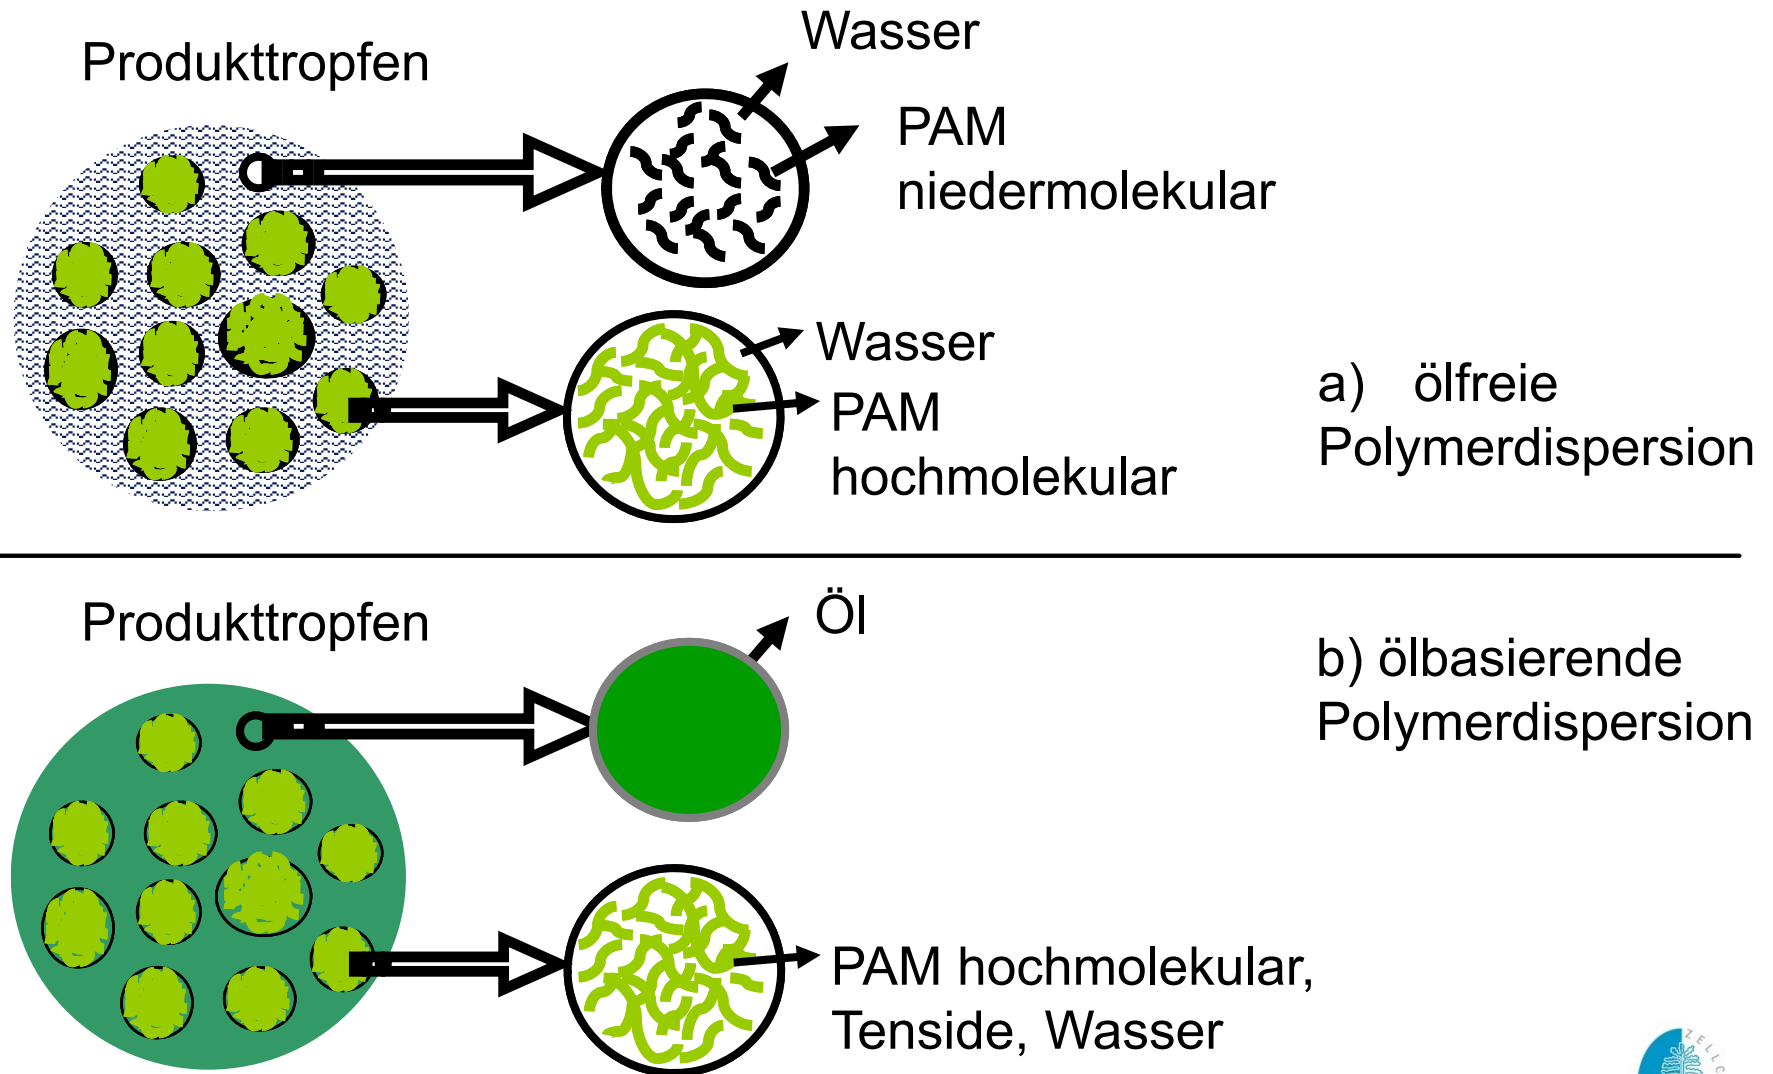 Produkttropfen
Wasser
PAM
niedermolekular
Wasser
PAM
hochmolekular
a) ölfreie
Polymerdispersion
Produkttropfen
Öl
b) ölbasierende
Polymerdispersion
PAM hochmolekular,
Tenside, Wasser